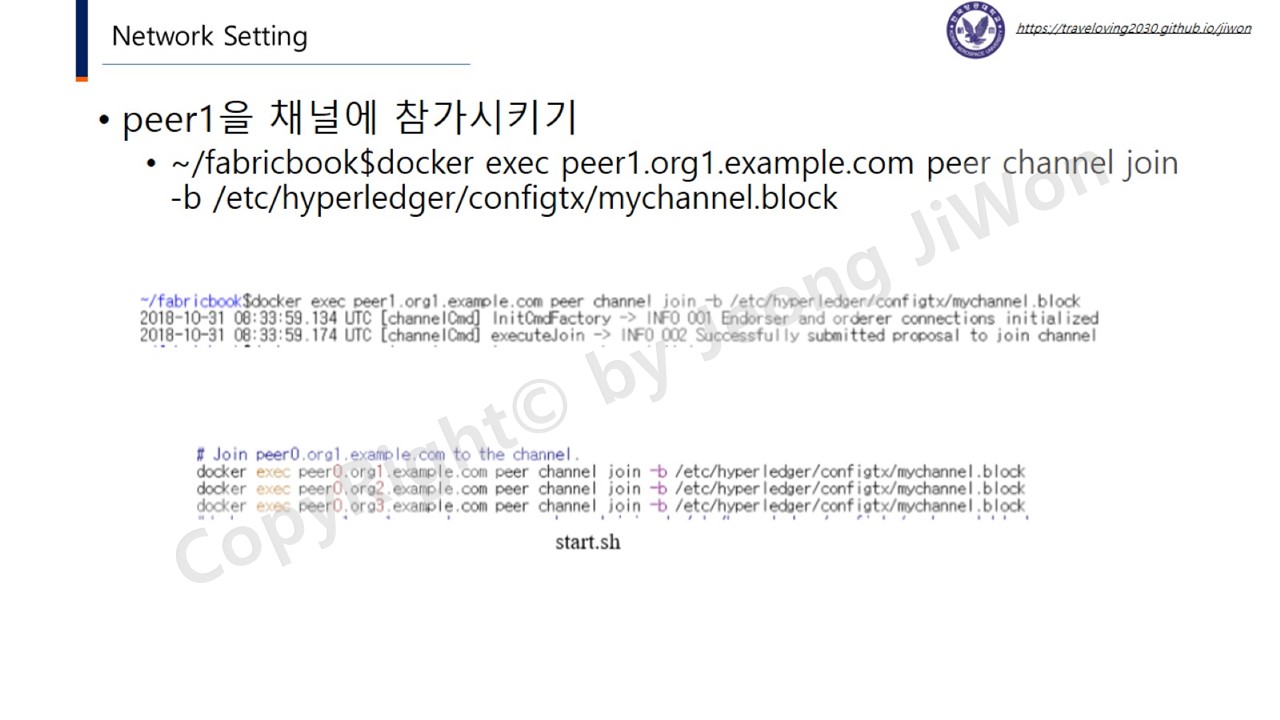 Network Setting
https://traveloving2030.github.io/jiwon
• peer1을 채널에 참가시키기
• ~/fabricbook$docker exec peer1.org1.example.com peer channel join
-b /etc/hyperledger/configtx/mychannel.block
~/fabricbook$docker exec peer1.org1.example.com peer channel join -b /etc/hyperledger/configtx/mychannel.block
2018-10-31 08:33:59.134 UTC [channelCmd] InitCmdFactory -> INFO 001 Endorser and orderer connections initialized
2018-10-31 08:33:59.174 UTC [channelCmd] executeJoin -> INFO 002 Successfully submitted proposal to join channel
# Join peer0.org1.example.com to the channel.
docker exec peer0.org1.example.com peer channel join -b /etc/hyperledger/configtx/mychannel.block
docker exec peer0.org2.example.com peer channel join -b /etc/hyperledger/configtx/mychannel.block
docker exec peer0.org3.example.com peer channel join -b /etc/hyperledger/configtx/mychannel.block
start.sh
CopyRight© by Jaong JiWon